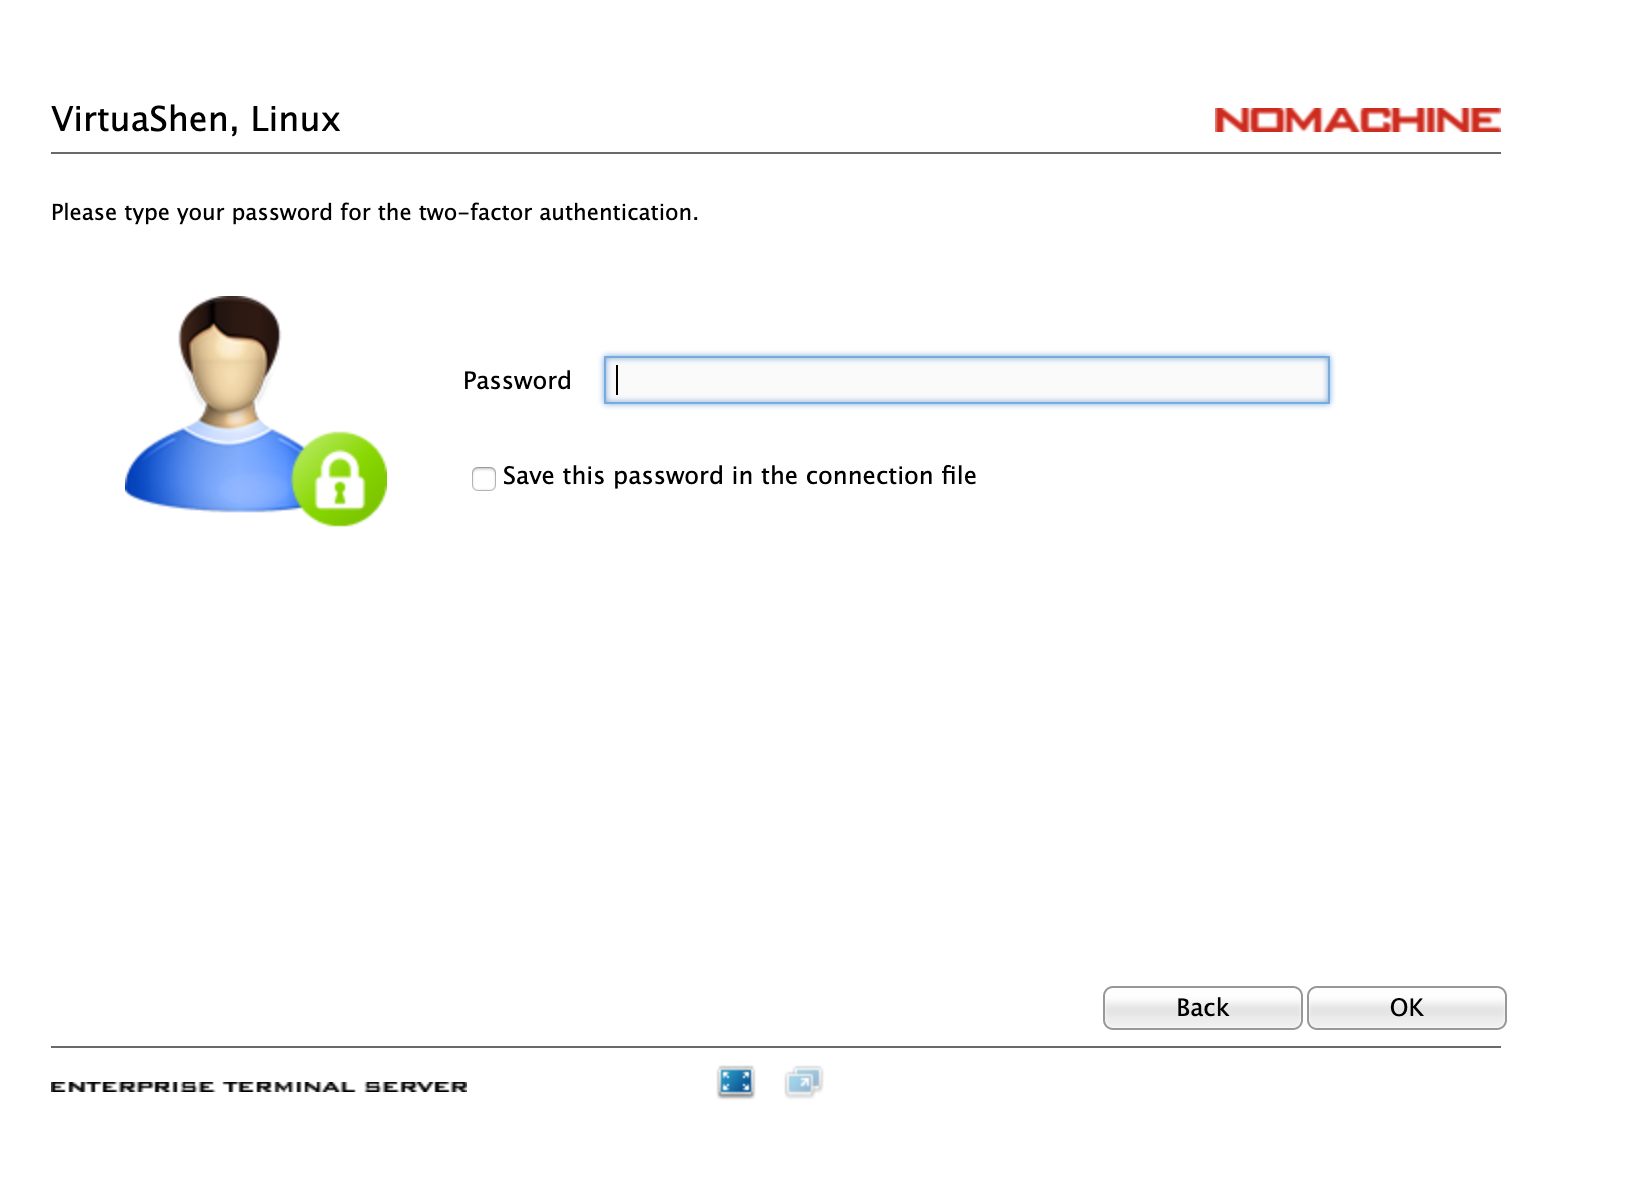 VirtuaShen, Linux
NOMACHINE
Please type your password for the two-factor authentication.
Password
Save this password in the connection file
Back
OK
ENTERPRISE TERMINAL SERVER